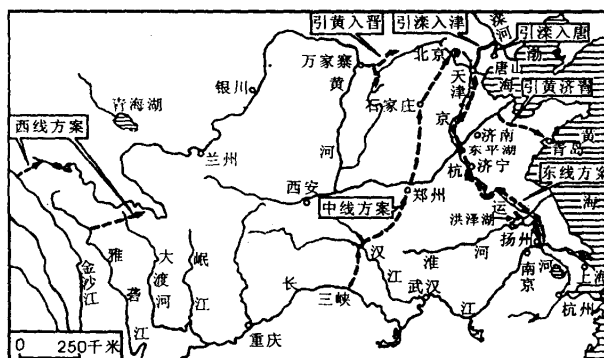 引黄入晋
引滦入津
滦河
引滦入唐
渤海
万家寨
北京
唐山
天津
引黄济青
银川
黄河
石家庄
青海湖
西线方案
济南
东平湖
青岛
黄海
京杭运河
济宁
兰州
东线方案
西安
中线方案
郑州
洪泽湖
扬州
金沙江
雅砻江
大渡河
岷江
汉江
淮河
南京
上海
长江
三峡
武汉
杭州
重庆
0 250千米